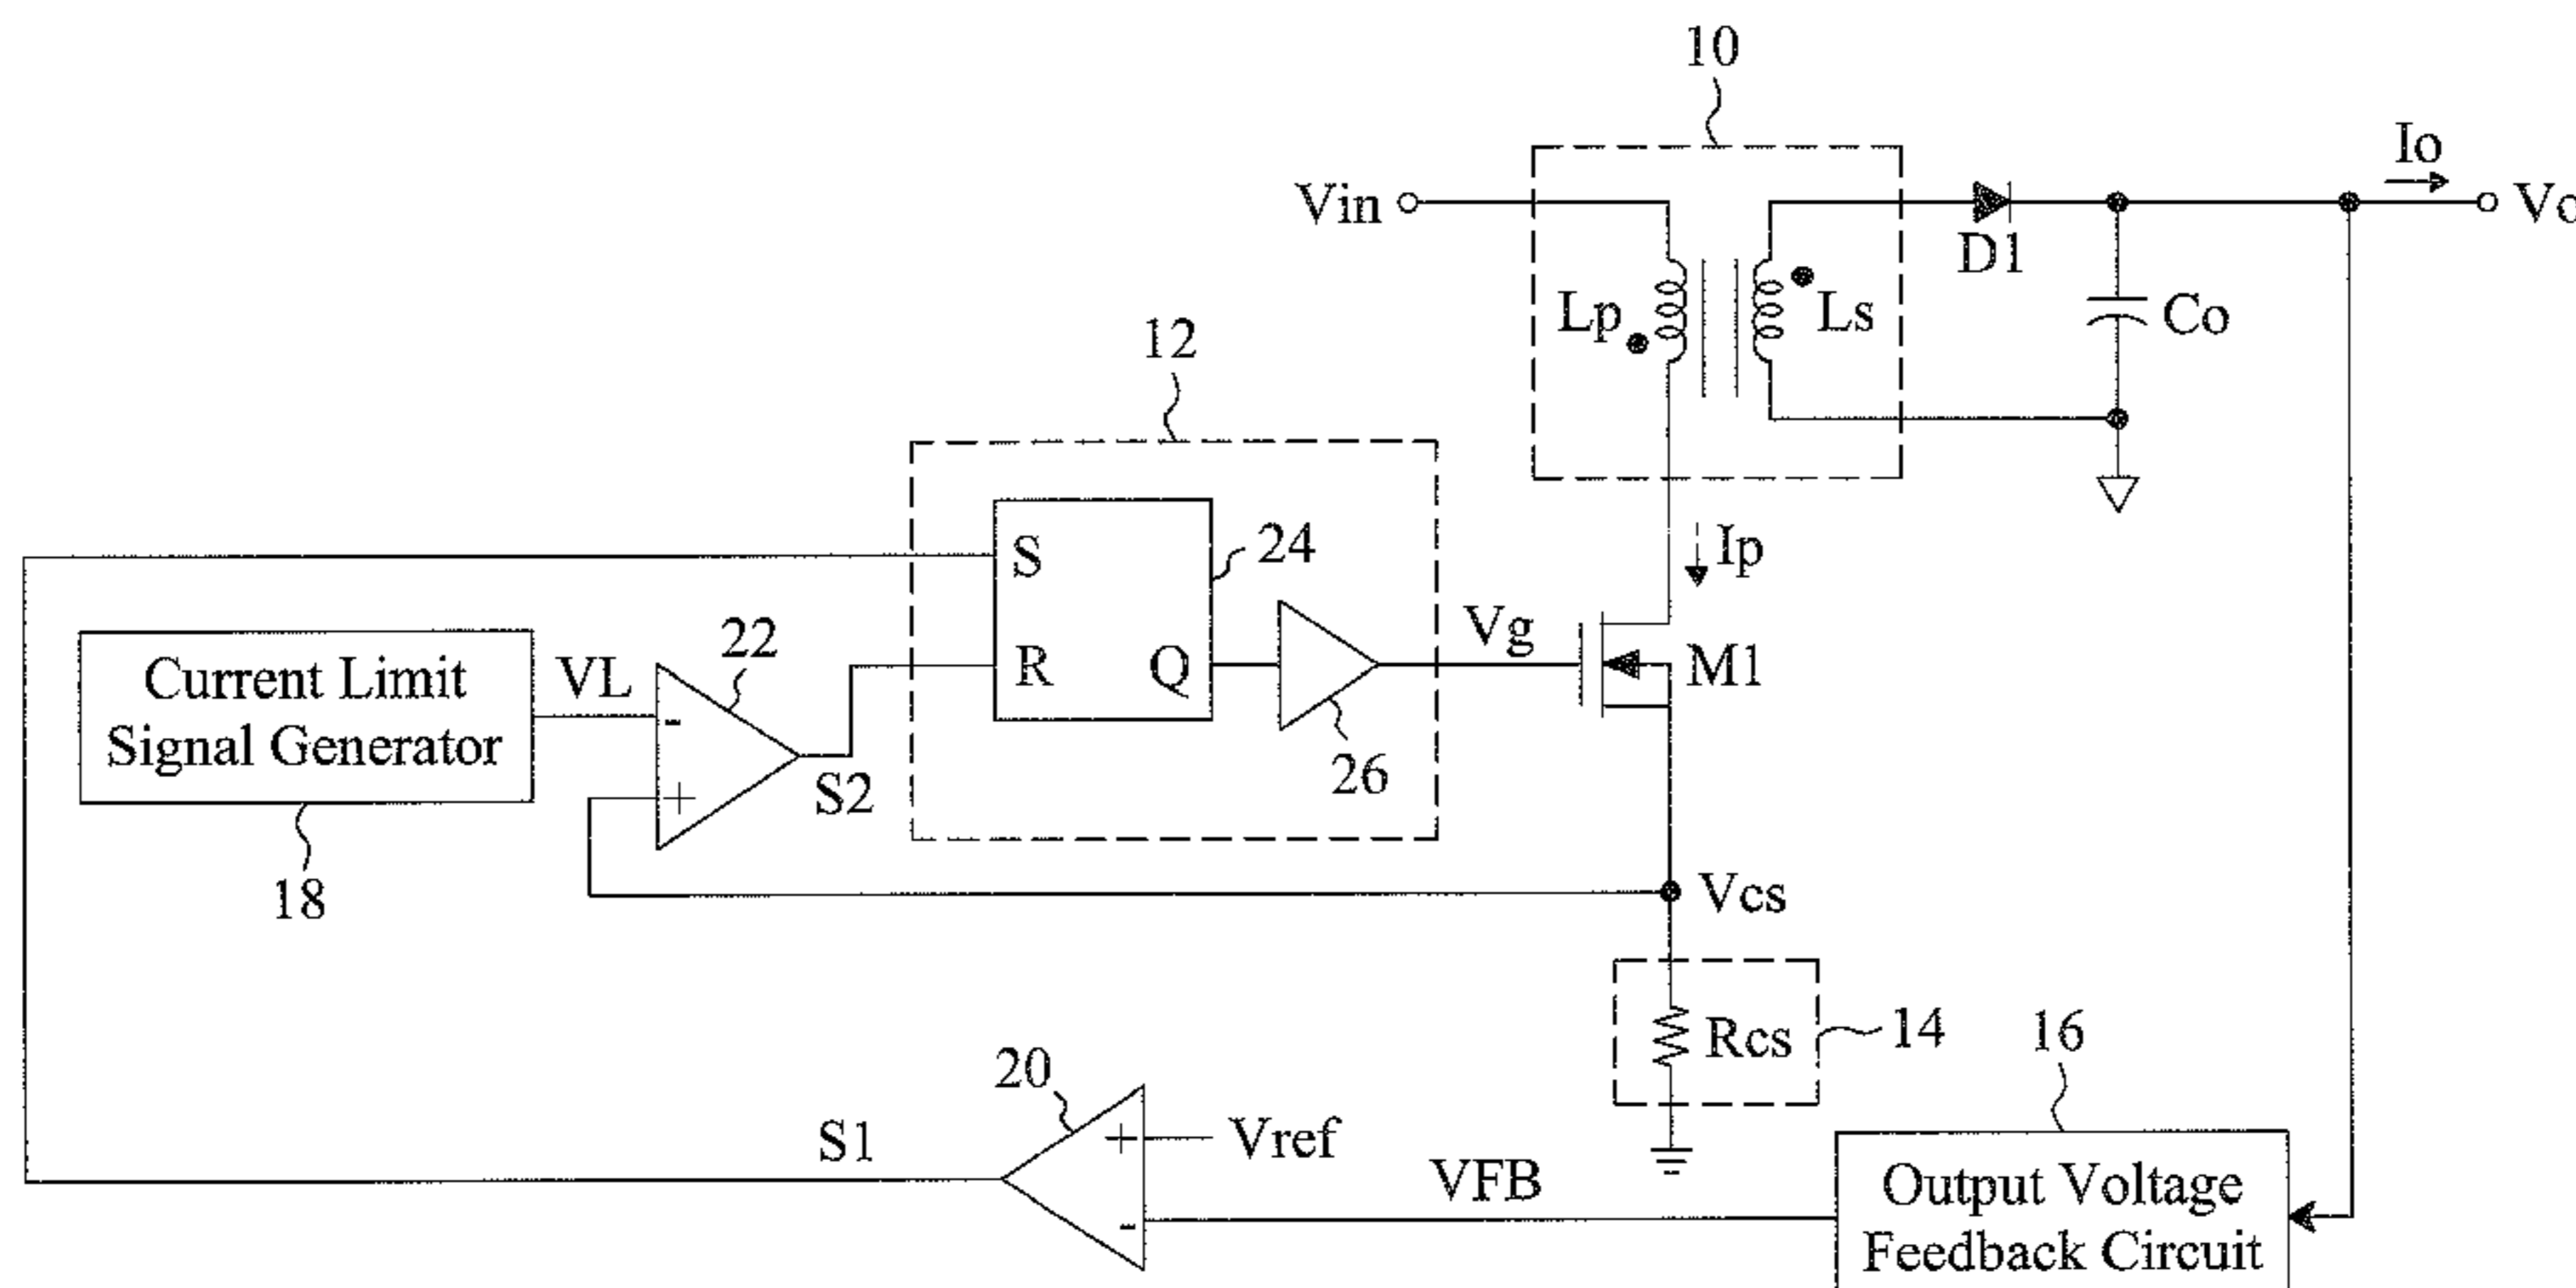 10
Io
Vin
Vo
D1
Lp
Ls
Co
12
S
24
Ip
Vg
R
Q
M1
22
Current Limit
Signal Generator
VL
-
+
S2
26
18
Vcs
Rcs
14
16
20
+
Vref
S1
VFB
-
Output Voltage
Feedback Circuit